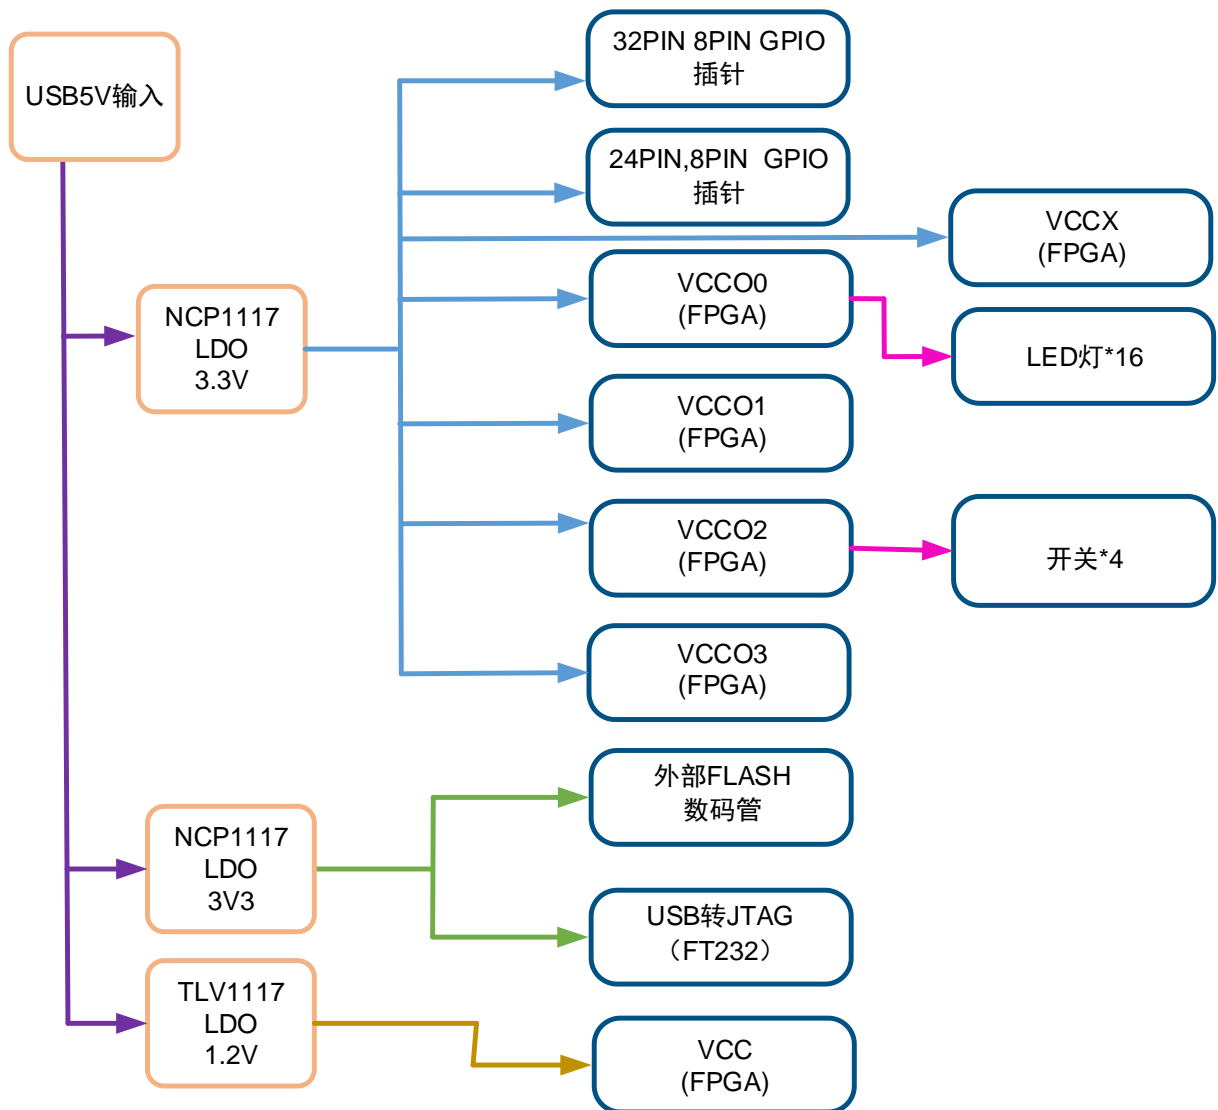 USB5V输入
32PIN 8PIN GPIO
插针
24PIN,8PIN  GPIO
插针
VCCX
(FPGA)
VCCO0
(FPGA)
NCP1117
LDO
3.3V
LED灯*16
VCCO1
(FPGA)
VCCO2
(FPGA)
开关*4
VCCO3
(FPGA)
外部FLASH
数码管
NCP1117
LDO
3V3
USB转JTAG
（FT232）
TLV1117
LDO
1.2V
VCC
(FPGA)